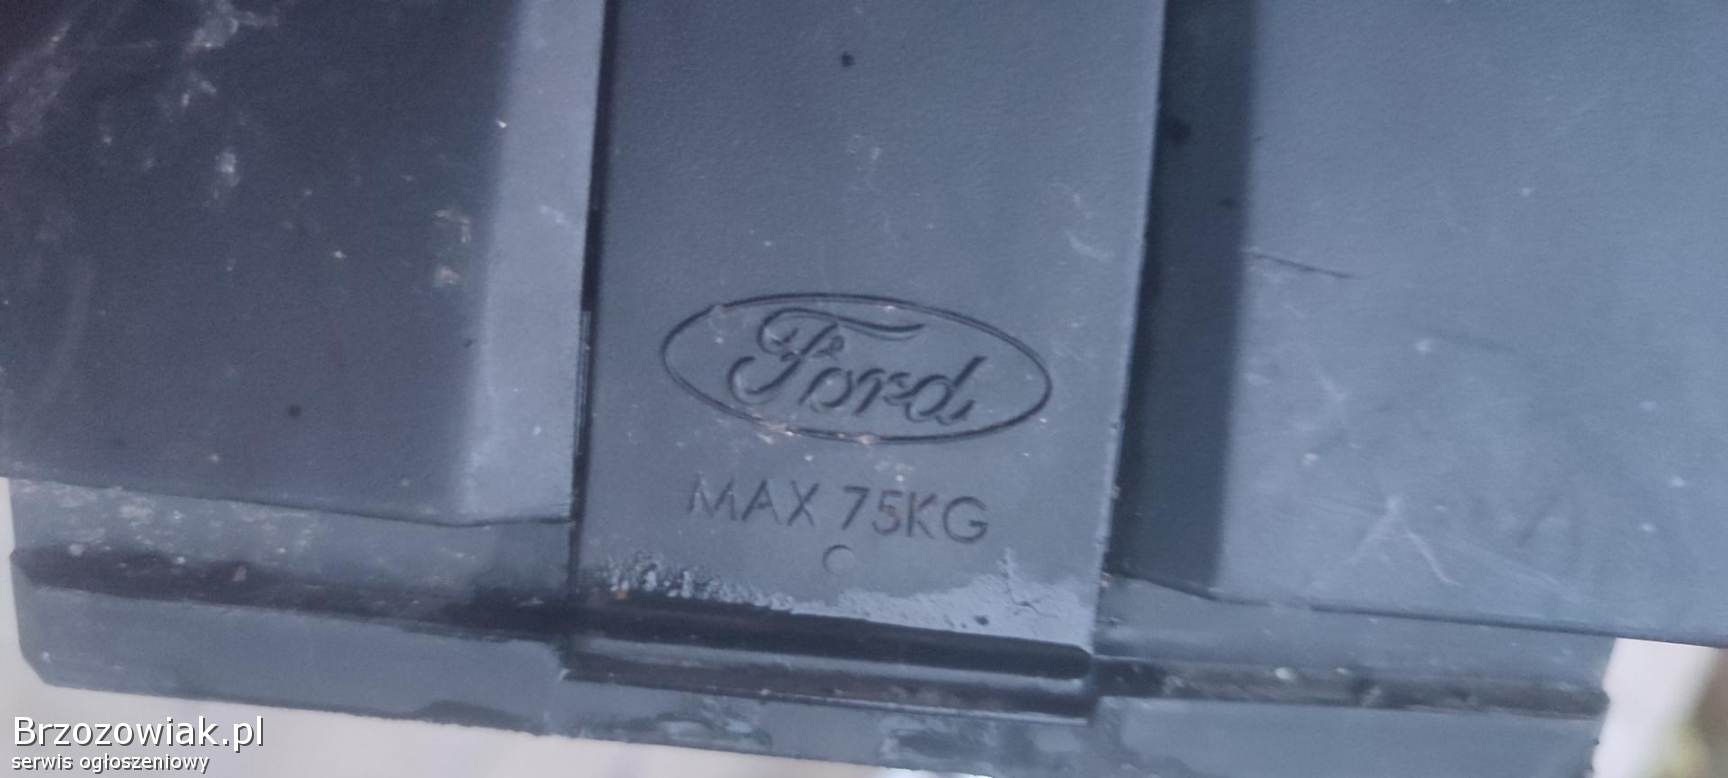 Ford
MAX 75KG
Brzozowiak.pl
serwis ogłoszeniowy